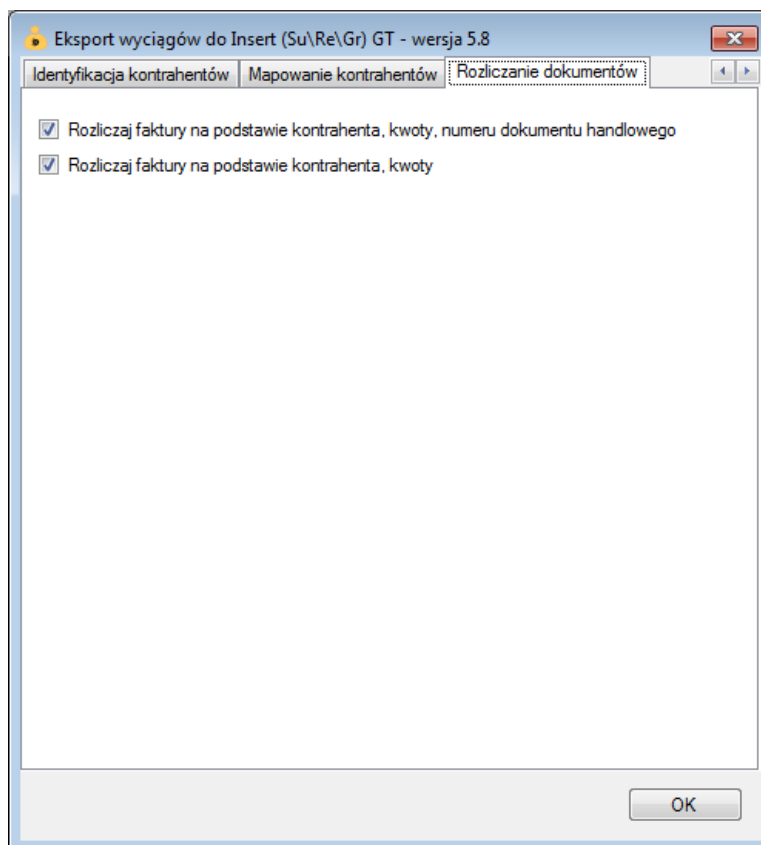 Eksport wyciągów do Insert (Su\Re\Gr) GT - wersja 5.8
Identyfikacja kontrahentów Mapowanie kontrahentów Rozliczanie dokumentów
Rozliczaj faktury na podstawie kontrahenta, kwoty, numeru dokumentu handlowego
Rozliczaj faktury na podstawie kontrahenta, kwoty
OK